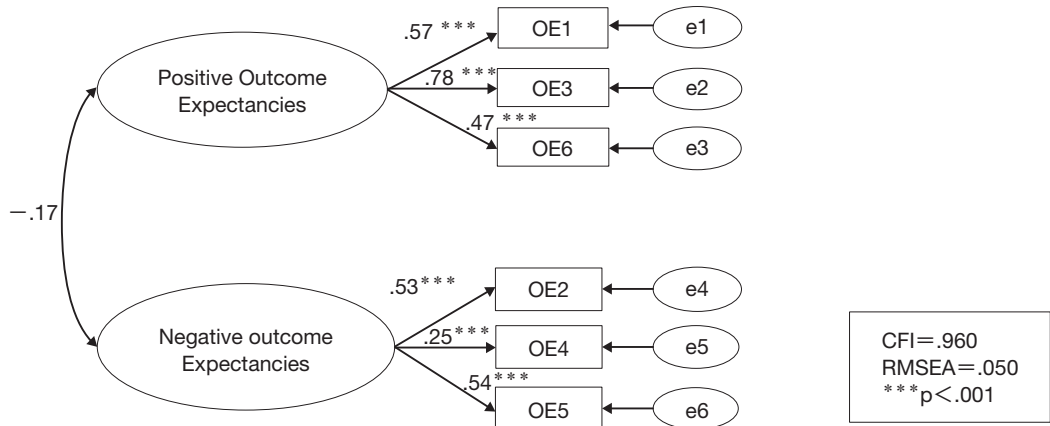 .57 ***
OE1
e1
Positive Outcome
Expectancies
.78 ***
OE3
e2
.47 ***
OE6
e3
－.17
.53***
OE2
e4
Negative outcome
Expectancies
.25***
OE4
e5
.54***
OE5
e6
CFI＝.960
RMSEA＝.050
***p＜.001